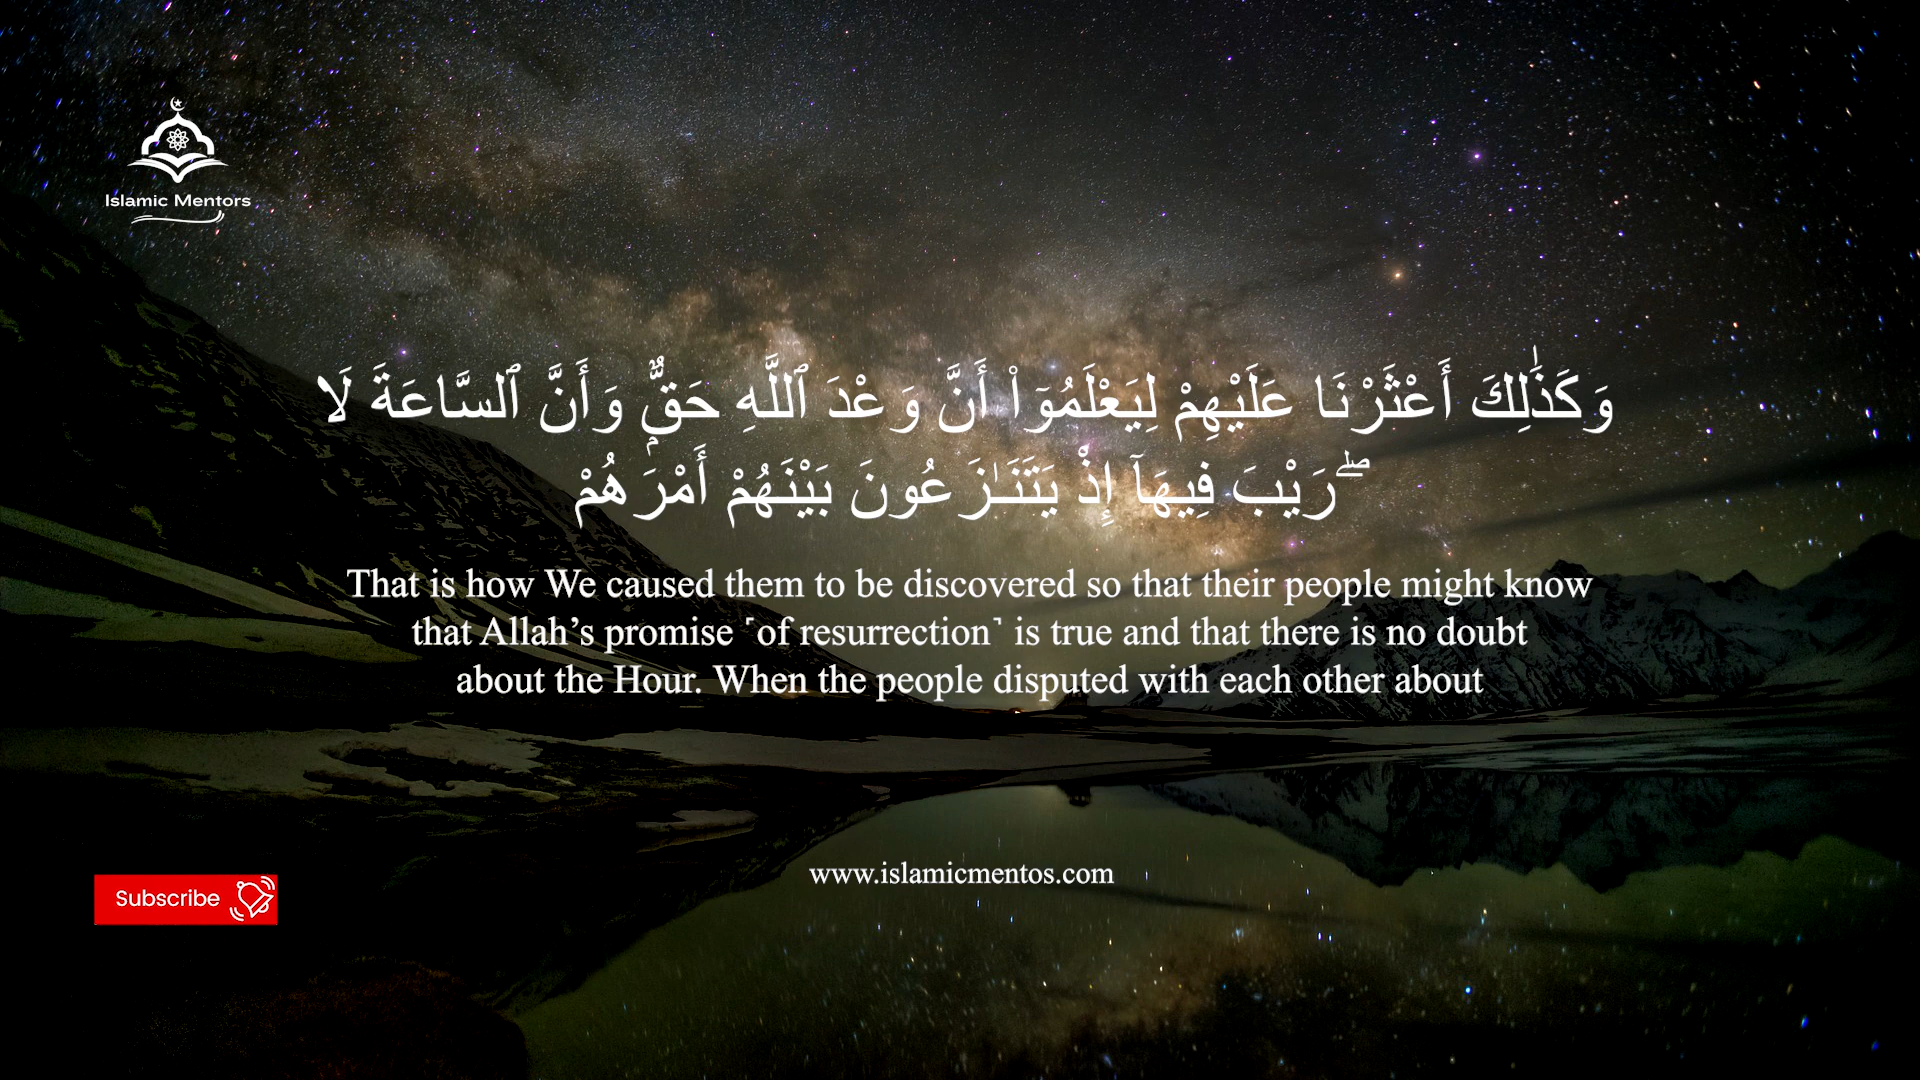 Islamic Mentors
وَكَذَٰلِكَ أَعْثَرْنَا عَلَيْهِمْ لِيَعْلَمُوٓا۟ أَنَّ وَعْدَ ٱللَّهِ حَقٌّۭ وَأَنَّ ٱلسَّاعَةَ لَا
رَيْبَ فِيهَآ إِذْ يَتَنَـٰزَعُونَ بَيْنَهُمْ أَمْرَهُمْ ۖ
That is how We caused them to be discovered so that their people might know
that Allah’s promise ˹of resurrection˺ is true and that there is no doubt
about the Hour. When the people disputed with each other about
www.islamicmentos.com
Subscribe